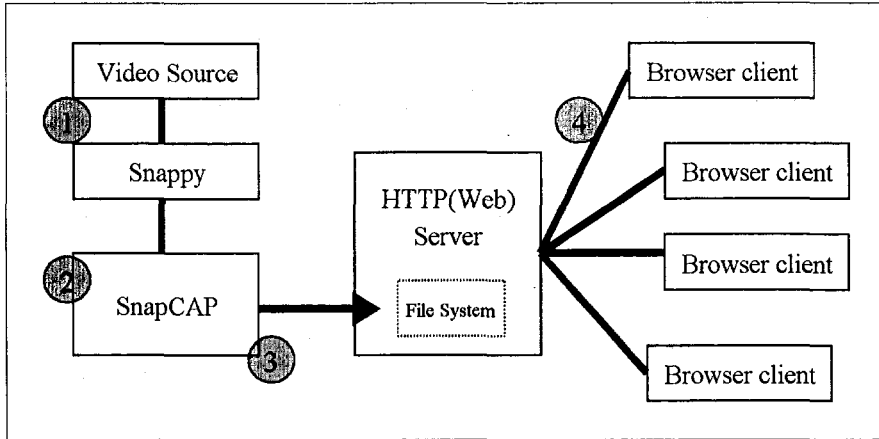 Video Source
1
Snappy
2
SnapCAP
3
HTTP(Web)
Server
File System
4
Browser client
Browser client
Browser client
Browser client